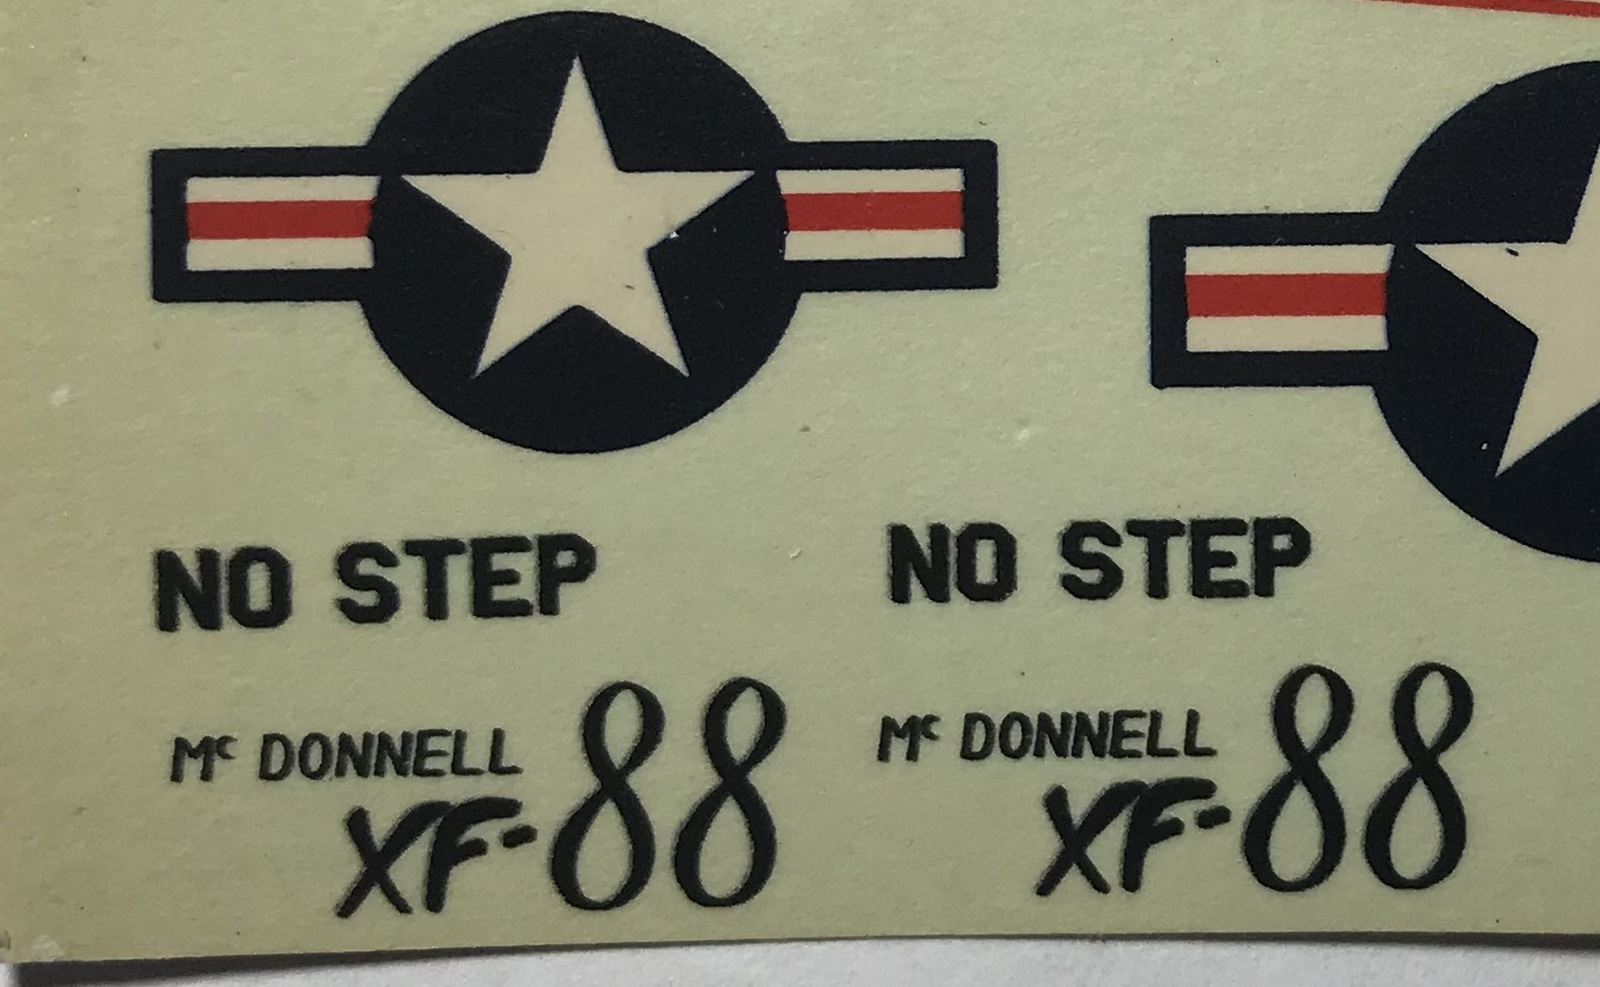 NO STEP
NO STEP
Mc DONNELL
XF-88
Mc DONNELL
XF-88